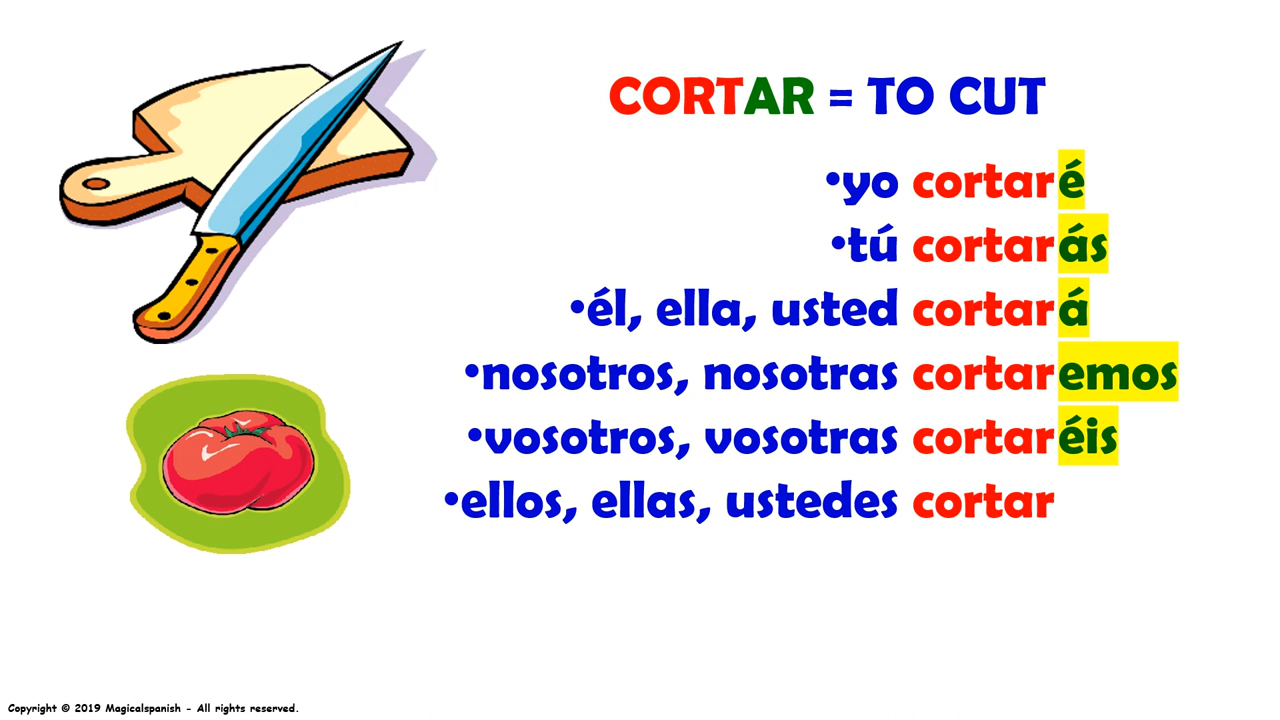 CORTAR = TO CUT
•yo cortaré
•tú cortarás
•él, ella, usted cortará
•nosotros, nosotras cortaremos
•vosotros, vosotras cortaréis
•ellos, ellas, ustedes cortar
Copyright © 2019 Magicalspanish - All rights reserved.